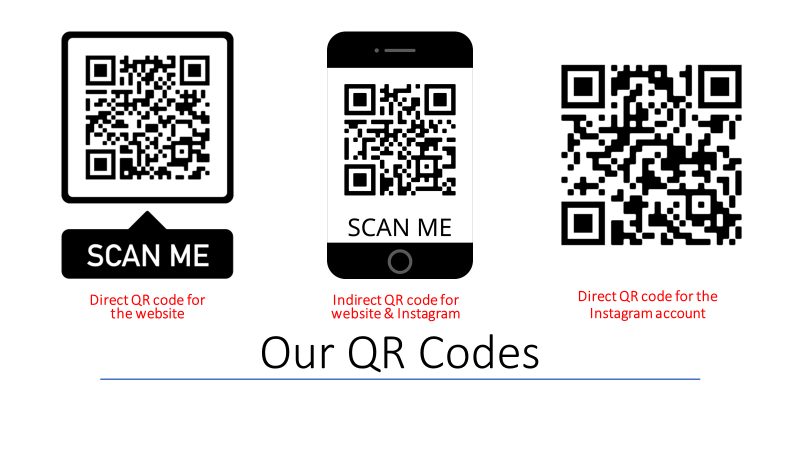 SCAN ME
Direct QR code for
the website
SCAN ME
Indirect QR code for
website & Instagram
Direct QR code for the
Instagram account
Our QR Codes